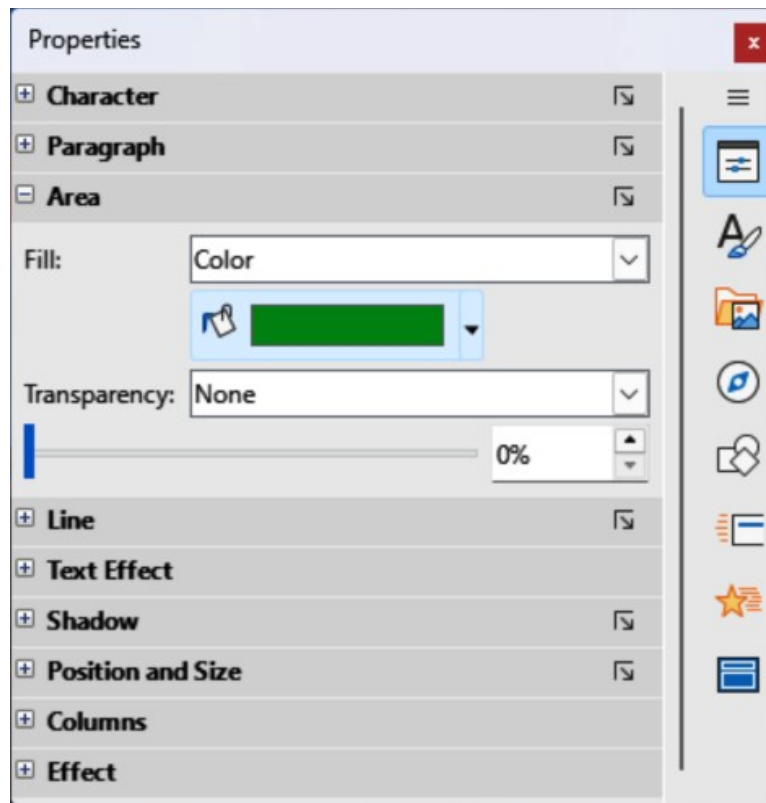 Properties
Character
Paragraph
Area
Fill: Color
Transparency: None
0%
Line
Text Effect
Shadow
Position and Size
Columns
Effect